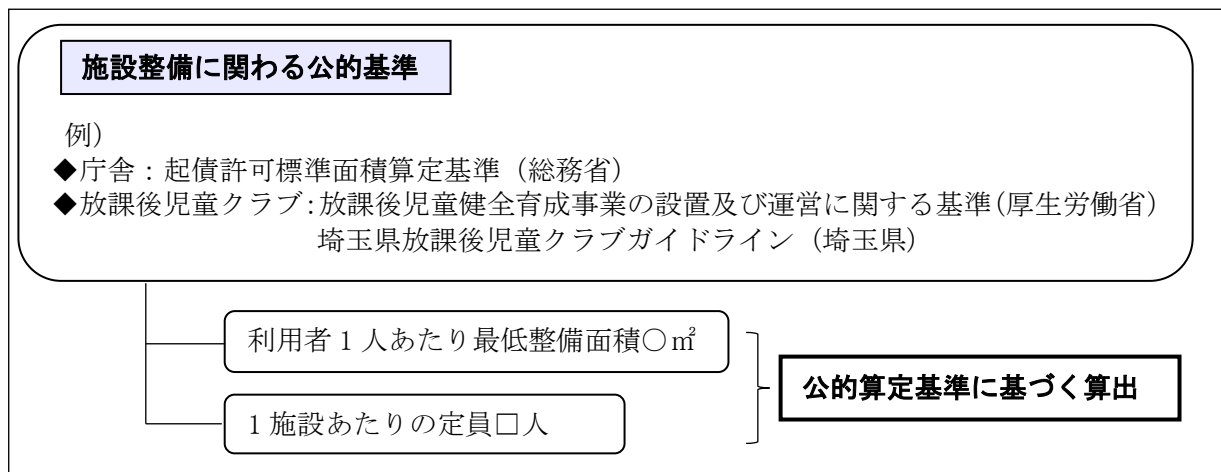 施設整備に関わる公的基準
例）
◆庁舎：起債許可標準面積算定基準（総務省）
◆放課後児童クラブ：放課後児童健全育成事業の設置及び運営に関する基準（厚生労働省）
埼玉県放課後児童クラブガイドライン（埼玉県）
利用者１人あたり最低整備面積○㎡
１施設あたりの定員□人
公的算定基準に基づく算出